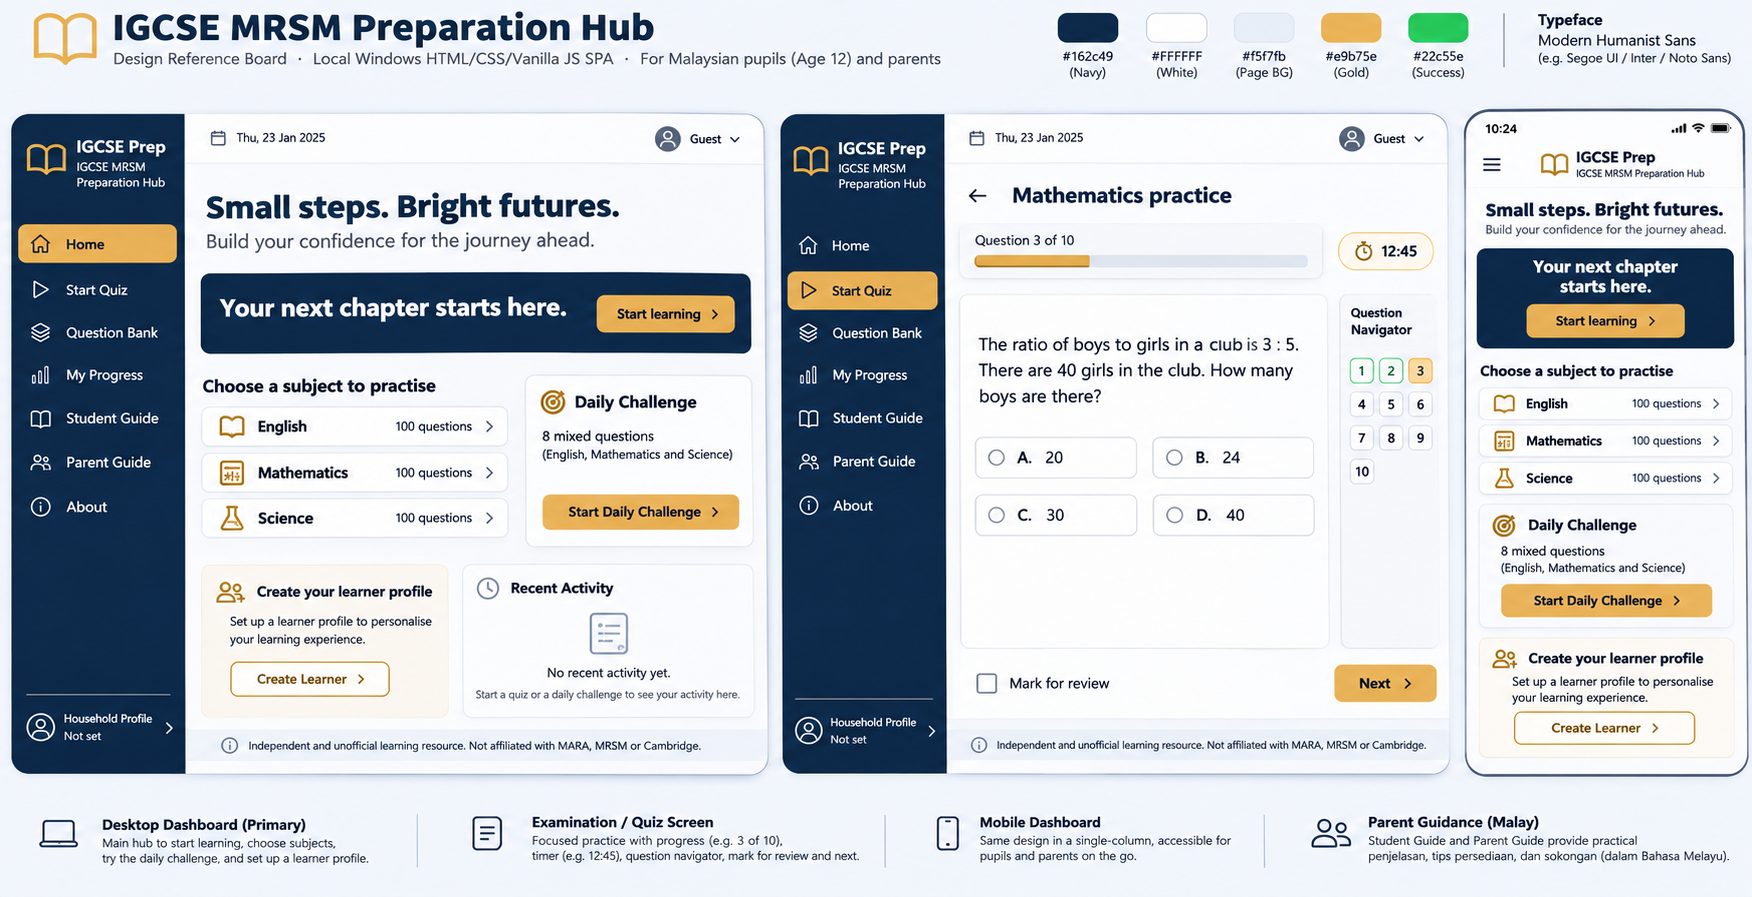 IGCSE MRSM Preparation Hub
Design Reference Board · Local Windows HTML/CSS/Vanilla JS SPA · For Malaysian pupils (Age 12) and parents
#162c49
(Navy)
#FFFFFF
(White)
#f5f7fb
(Page BG)
#e9b75e
(Gold)
#22c55e
(Success)
Typeface
Modern Humanist Sans
(e.g. Segoe UI / Inter / Noto Sans)
IGCSE Prep
IGCSE MRSM
Preparation Hub
Home
Start Quiz
Question Bank
My Progress
Student Guide
Parent Guide
About
Household Profile
Not set
Thu, 23 Jan 2025
Guest
Small steps. Bright futures.
Build your confidence for the journey ahead.
Your next chapter starts here.
Start learning
Choose a subject to practise
English 100 questions
Mathematics 100 questions
Science 100 questions
Daily Challenge
8 mixed questions
(English, Mathematics and Science)
Start Daily Challenge
Create your learner profile
Set up a learner profile to personalise
your learning experience.
Create Learner
Recent Activity
No recent activity yet.
Start a quiz or a daily challenge to see your activity here.
Independent and unofficial learning resource. Not affiliated with MARA, MRSM or Cambridge.
IGCSE Prep
IGCSE MRSM
Preparation Hub
Home
Start Quiz
Question Bank
My Progress
Student Guide
Parent Guide
About
Household Profile
Not set
Thu, 23 Jan 2025
Guest
Mathematics practice
Question 3 of 10
12:45
The ratio of boys to girls in a club is 3 : 5.
There are 40 girls in the club. How many
boys are there?
A. 20
B. 24
C. 30
D. 40
Question
Navigator
1 2 3
4 5 6
7 8 9
10
Mark for review
Next
Independent and unofficial learning resource. Not affiliated with MARA, MRSM or Cambridge.
10:24
IGCSE Prep
IGCSE MRSM Preparation Hub
Small steps. Bright futures.
Build your confidence for the journey ahead.
Your next chapter
starts here.
Start learning
Choose a subject to practise
English 100 questions
Mathematics 100 questions
Science 100 questions
Daily Challenge
8 mixed questions
(English, Mathematics and Science)
Start Daily Challenge
Create your learner profile
Set up a learner profile to personalise
your learning experience.
Create Learner
Desktop Dashboard (Primary)
Main hub to start learning, choose subjects,
try the daily challenge, and set up a learner profile.
Examination / Quiz Screen
Focused practice with progress (e.g. 3 of 10),
timer (e.g. 12:45), question navigator, mark for review and next.
Mobile Dashboard
Same design in a single-column, accessible for
pupils and parents on the go.
Parent Guidance (Malay)
Student Guide and Parent Guide provide practical
penjelasan, tips persediaan, dan sokongan (dalam Bahasa Melayu).